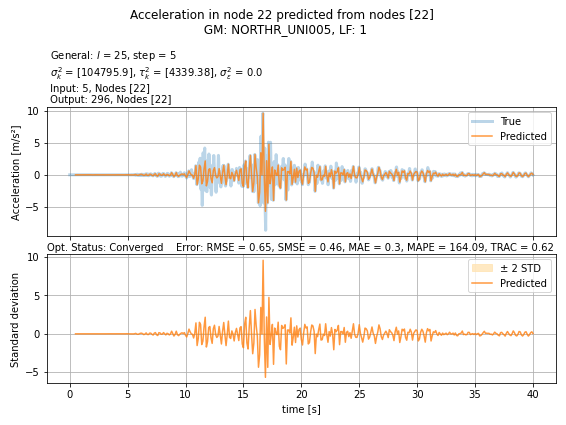 Acceleration in node 22 predicted from nodes [22]
GM: NORTHR_UNI005, LF: 1
General: l = 25, step = 5
σ²ₖ = [104795.9], τ²ₖ = [4339.38], σ²ε = 0.0
Input: 5, Nodes [22]
Output: 296, Nodes [22]
10
5
0
−5
Acceleration [m/s²]
True
Predicted
Opt. Status: Converged    Error: RMSE = 0.65, SMSE = 0.46, MAE = 0.3, MAPE = 164.09, TRAC = 0.62
10
5
0
−5
Standard deviation
± 2 STD
Predicted
0 5 10 15 20 25 30 35 40
time [s]